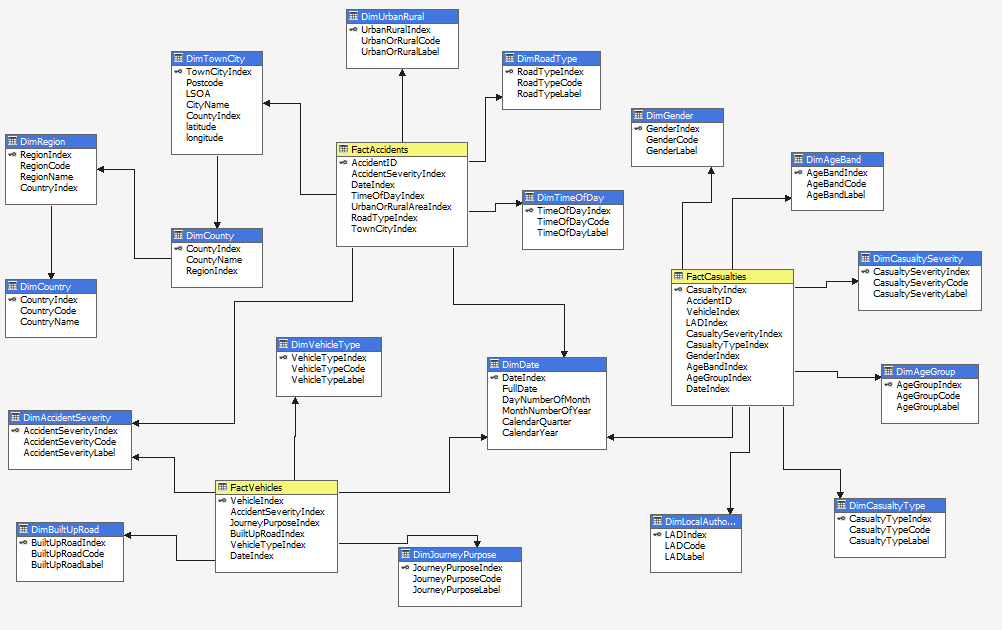 DimUrbanRural
UrbanRuralIndex
UrbanOrRuralCode
UrbanOrRuralLabel
DimTownCity
TownCityIndex
Postcode
LSOA
CityName
CountyIndex
latitude
longitude
DimRoadType
RoadTypeIndex
RoadTypeCode
RoadTypeLabel
DimGender
GenderIndex
GenderCode
GenderLabel
DimRegion
RegionIndex
RegionCode
RegionName
CountryIndex
FactAccidents
AccidentID
AccidentSeverityIndex
DateIndex
TimeOfDayIndex
UrbanOrRuralAreaIndex
RoadTypeIndex
TownCityIndex
DimAgeBand
AgeBandIndex
AgeBandCode
AgeBandLabel
DimTimeOfDay
TimeOfDayIndex
TimeOfDayCode
TimeOfDayLabel
DimCounty
CountyIndex
CountyName
RegionIndex
DimCasualtySeverity
CasualtySeverityIndex
CasualtySeverityCode
CasualtySeverityLabel
FactCasualties
CasualtyIndex
AccidentID
VehicleIndex
LADIndex
CasualtySeverityIndex
CasualtyTypeIndex
GenderIndex
AgeBandIndex
AgeGroupIndex
DateIndex
DimCountry
CountryIndex
CountryCode
CountryName
DimVehicleType
VehicleTypeIndex
VehicleTypeCode
VehicleTypeLabel
DimDate
DateIndex
FullDate
DayNumberOfMonth
MonthNumberOfYear
CalendarQuarter
CalendarYear
DimAgeGroup
AgeGroupIndex
AgeGroupCode
AgeGroupLabel
DimAccidentSeverity
AccidentSeverityIndex
AccidentSeverityCode
AccidentSeverityLabel
FactVehicles
VehicleIndex
AccidentSeverityIndex
JourneyPurposeIndex
BuiltUpRoadIndex
VehicleTypeIndex
DateIndex
DimCasualtyType
CasualtyTypeIndex
CasualtyTypeCode
CasualtyTypeLabel
DimLocalAutho...
LADIndex
LADCode
LADLabel
DimBuiltUpRoad
BuiltUpRoadIndex
BuiltUpRoadCode
BuiltUpRoadLabel
DimJourneyPurpose
JourneyPurposeIndex
JourneyPurposeCode
JourneyPurposeLabel